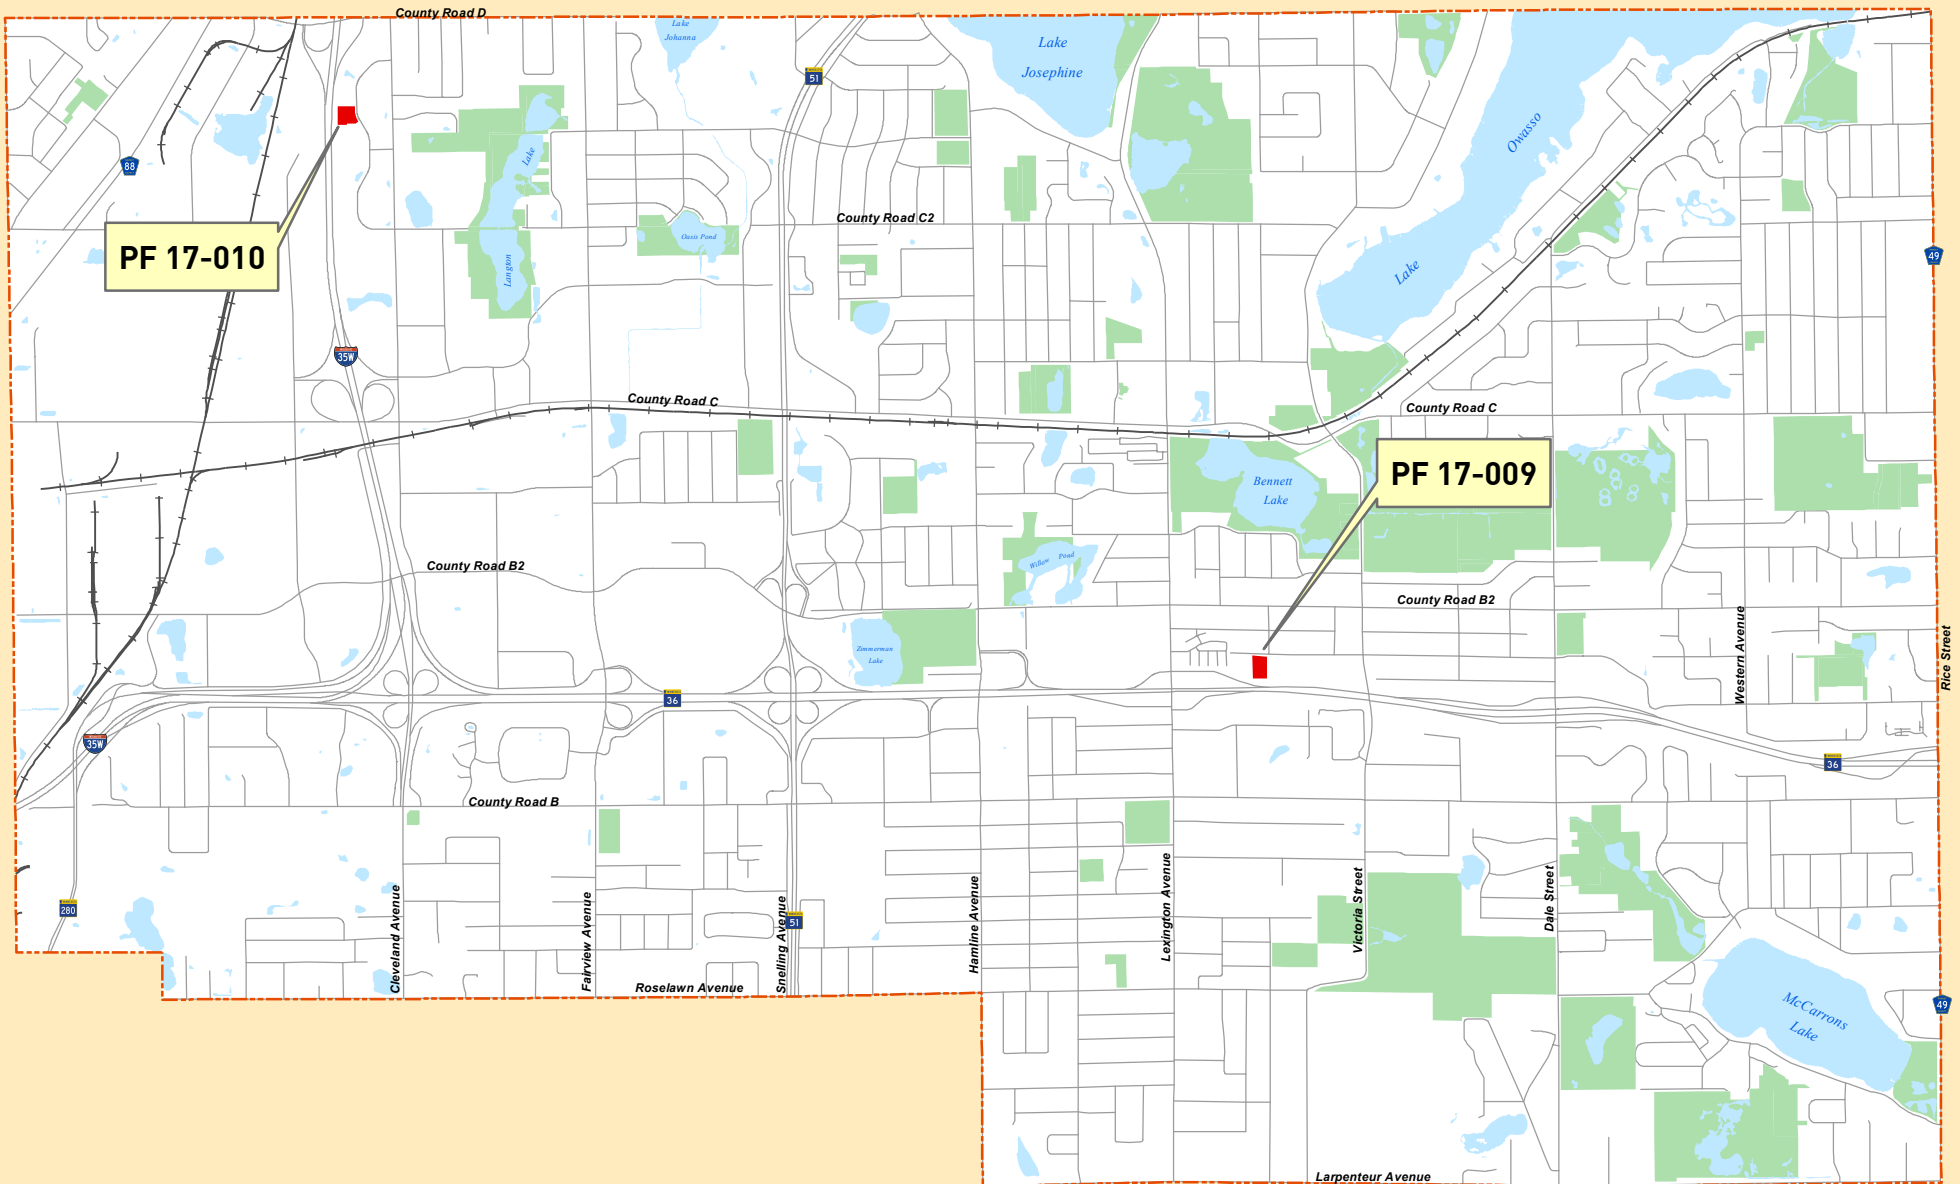 County Road D
Lake
Johanna
Lake
Josephine
51
Owasso
88
Lake
County Road C2
Oasis Pond
PF 17-010
Langton
Lake
49
35W
County Road C
County Road C
PF 17-009
Bennett
Lake
Willow Pond
County Road B2
County Road B2
Western Avenue
Rice Street
Zimmerman
Lake
36
35W
36
County Road B
280
51
Cleveland Avenue
Fairview Avenue
Snelling Avenue
Hamline Avenue
Lexington Avenue
Victoria Street
Dale Street
Roselawn Avenue
McCarrons
Lake
49
Larpenteur Avenue